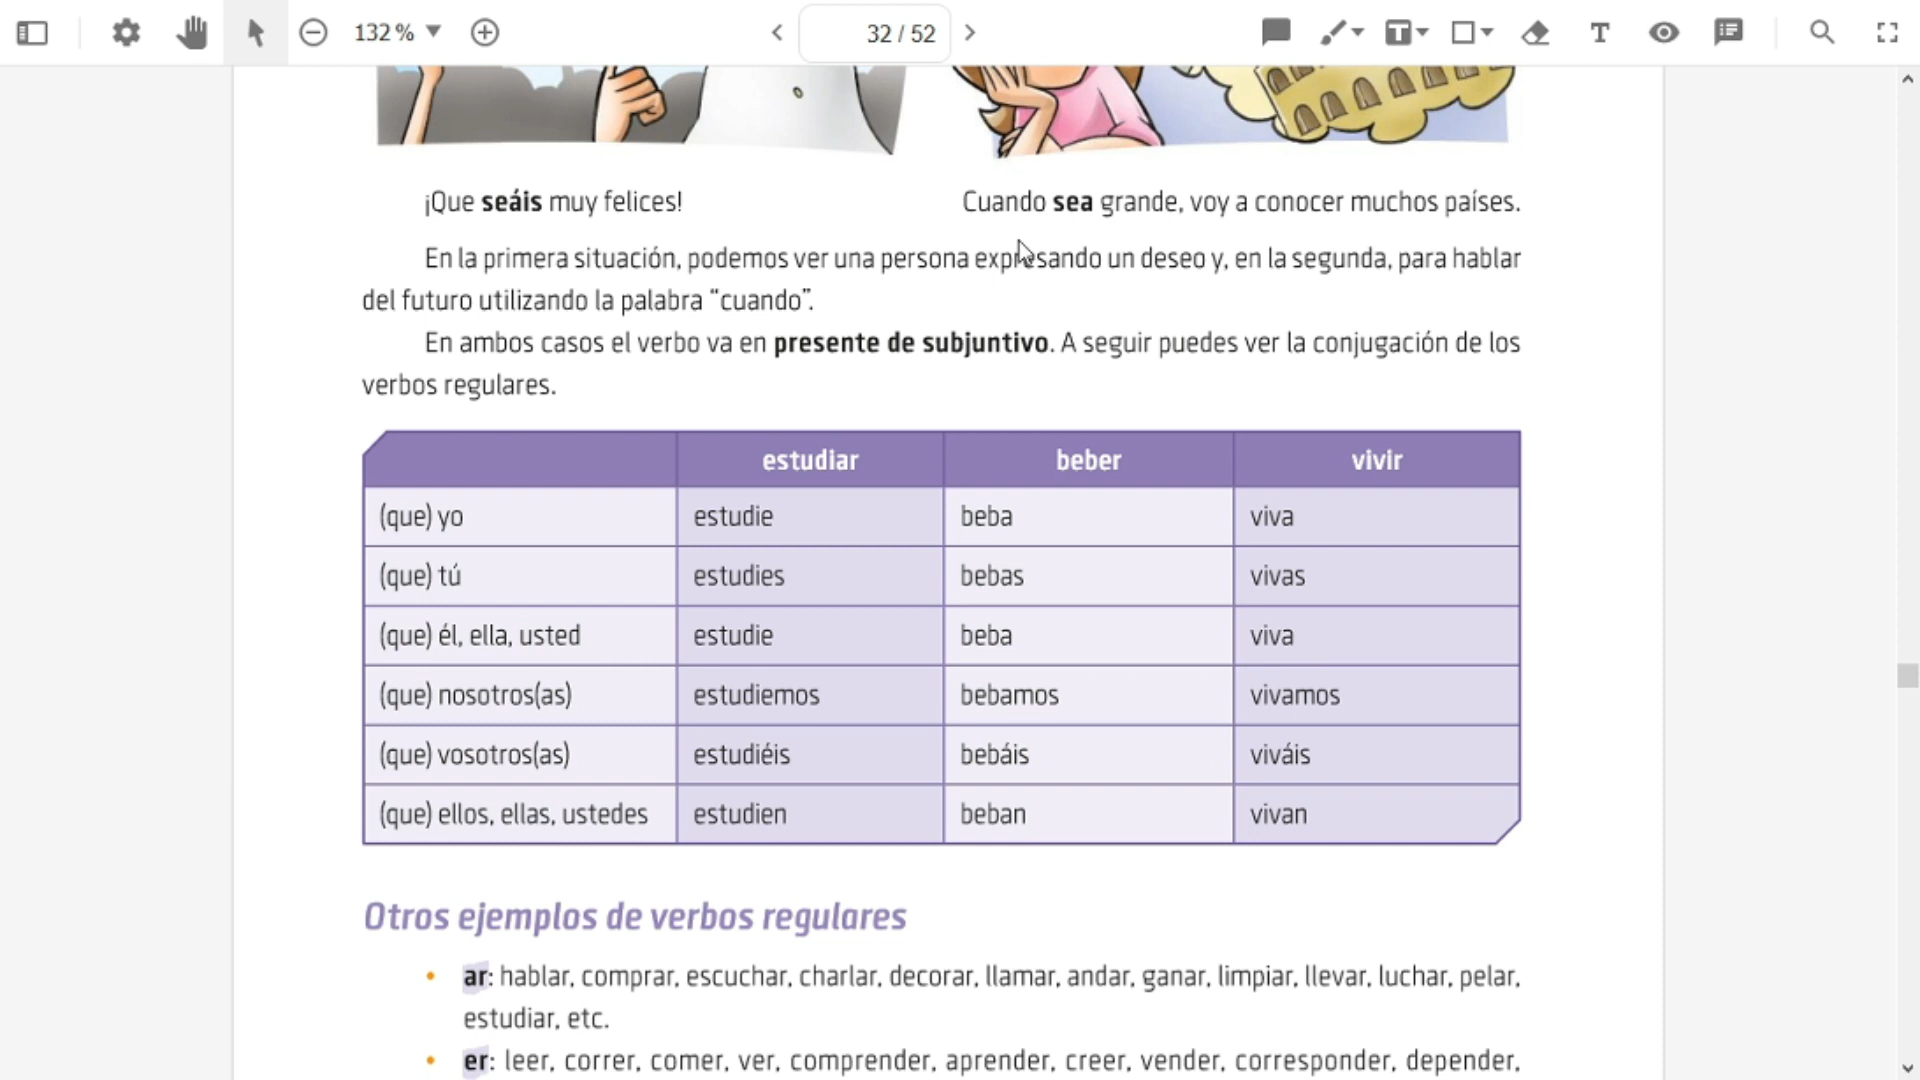 132 %
32 / 52
¡Que seáis muy felices!
Cuando sea grande, voy a conocer muchos países.
En la primera situación, podemos ver una persona expresando un deseo y, en la segunda, para hablar
del futuro utilizando la palabra “cuando”.
En ambos casos el verbo va en presente de subjuntivo. A seguir puedes ver la conjugación de los
verbos regulares.
estudiar beber vivir
(que) yo estudie beba viva
(que) tú estudies bebas vivas
(que) él, ella, usted estudie beba viva
(que) nosotros(as) estudiemos bebamos vivamos
(que) vosotros(as) estudiéis bebáis viváis
(que) ellos, ellas, ustedes estudien beban vivan
Otros ejemplos de verbos regulares
• ar: hablar, comprar, escuchar, charlar, decorar, llamar, andar, ganar, limpiar, llevar, luchar, pelar,
estudiar, etc.
• er: leer, correr, comer, ver, comprender, aprender, creer, vender, corresponder, depender,